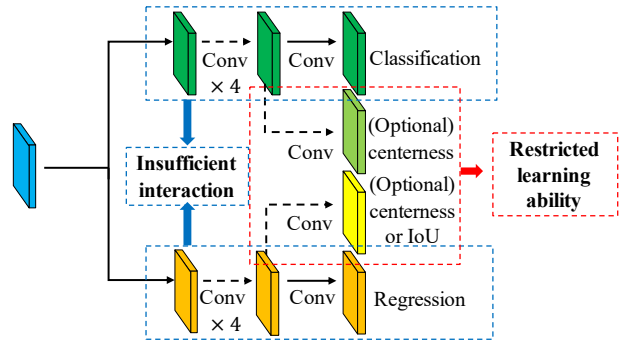 Conv
× 4
Conv
Classification
Insufficient
interaction
Conv
(Optional)
centerness
(Optional)
centerness
or IoU
Restricted
learning
ability
Conv
× 4
Conv
Regression